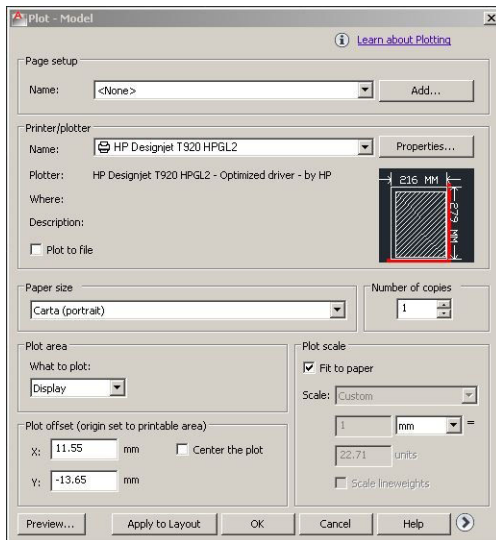 Plot - Model
Learn about Plotting
Page setup
Name: <None> Add...
Printer/plotter
Name: HP Designjet T920 HPGL2 Properties...
Plotter: HP Designjet T920 HPGL2 - Optimized driver - by HP
Where:
Description:
Plot to file
216 MM
279 MM
Paper size
Carta (portrait)
Number of copies
1
Plot area
What to plot:
Display
Plot offset (origin set to printable area)
X: 11.55 mm Center the plot
Y: -13.65 mm
Plot scale
Fit to paper
Scale: Custom
1 mm =
22.71 units
Scale lineweights
Preview... Apply to Layout OK Cancel Help